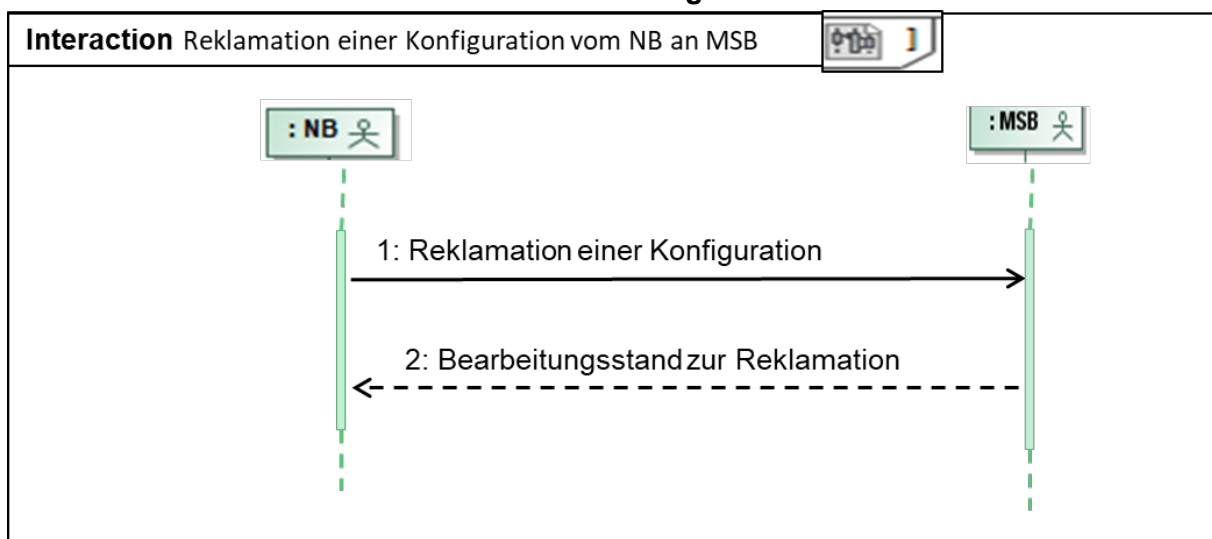 Interaction Reklamation einer Konfiguration vom NB an MSB
: NB
: MSB
1: Reklamation einer Konfiguration
2: Bearbeitungsstand zur Reklamation